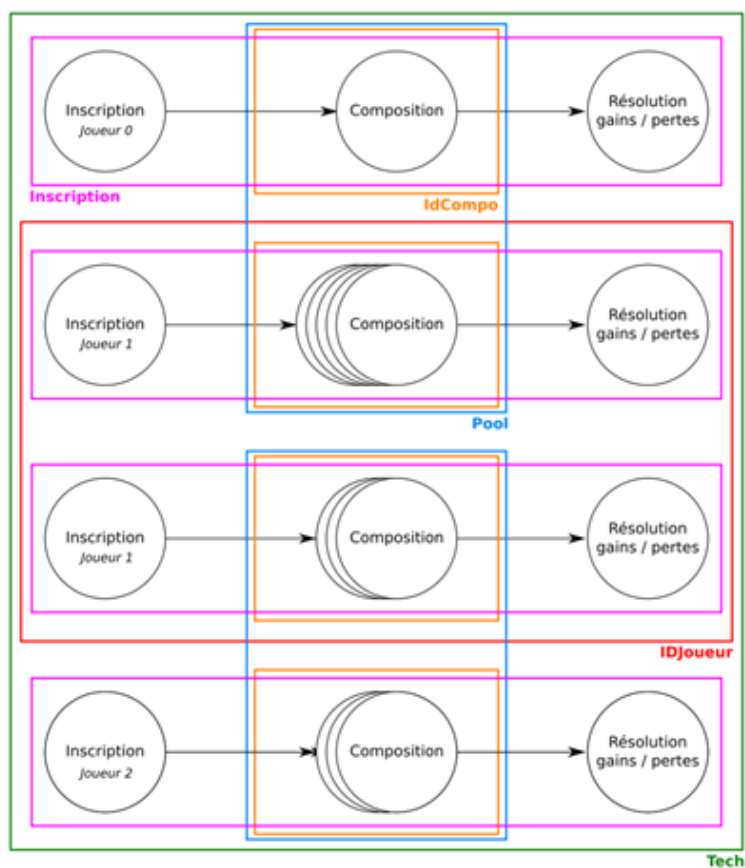 Inscription
Joueur 0
Composition
Résolution
gains / pertes
Inscription
IdCompo
Inscription
Joueur 1
Composition
Résolution
gains / pertes
Pool
Inscription
Joueur 1
Composition
Résolution
gains / pertes
IDJoueur
Inscription
Joueur 2
Composition
Résolution
gains / pertes
Tech